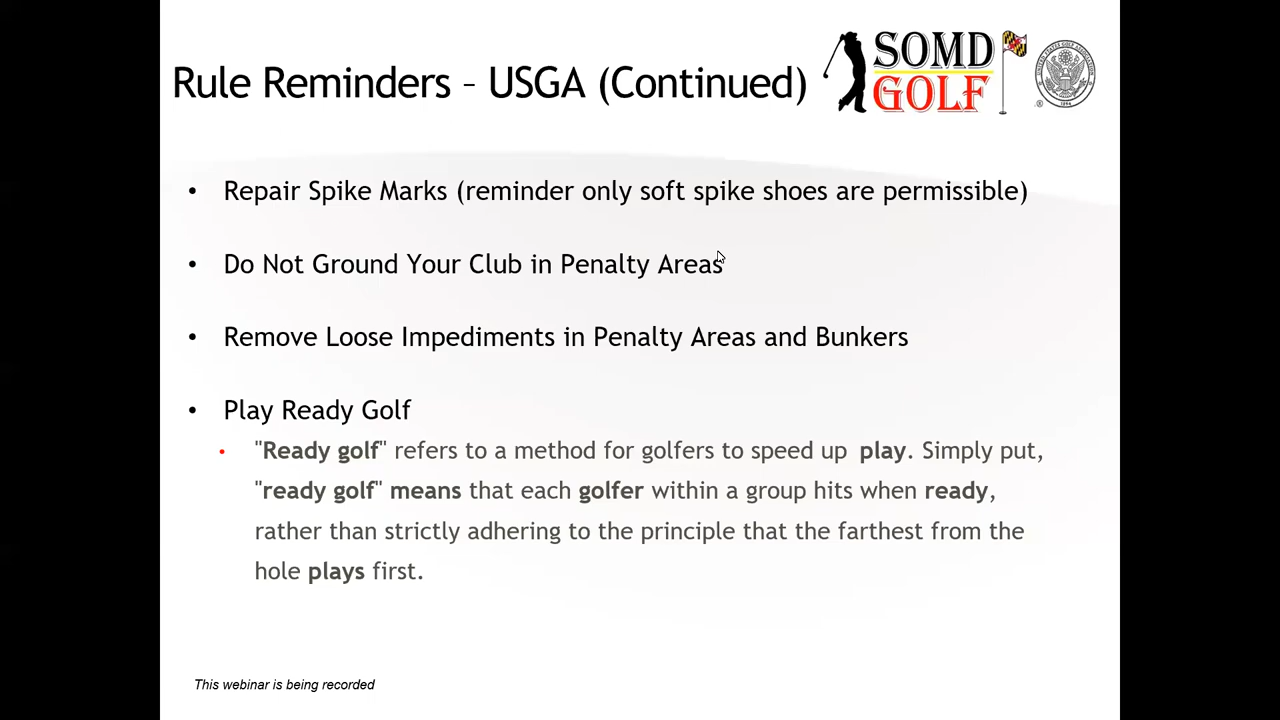 Rule Reminders – USGA (Continued)
SOMD
GOLF
• Repair Spike Marks (reminder only soft spike shoes are permissible)
• Do Not Ground Your Club in Penalty Areas
• Remove Loose Impediments in Penalty Areas and Bunkers
• Play Ready Golf
• "Ready golf" refers to a method for golfers to speed up play. Simply put,
"ready golf" means that each golfer within a group hits when ready,
rather than strictly adhering to the principle that the farthest from the
hole plays first.
This webinar is being recorded